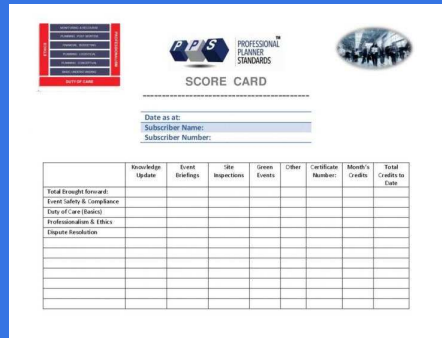 ETHICS
PROFESSIONALISM
DUTY OF CARE
PPS
PROFESSIONAL
PLANNER
STANDARDS
TM
SCORE CARD
Date as at:
Subscriber Name:
Subscriber Number:
Knowledge Update Event Briefings Site Inspections Green Events Other Certificate Number: Month's Credits Total Credits to Date
Total Brought forward:
Event Safety & Compliance
Duty of Care (Basics)
Professionalism & Ethics
Dispute Resolution